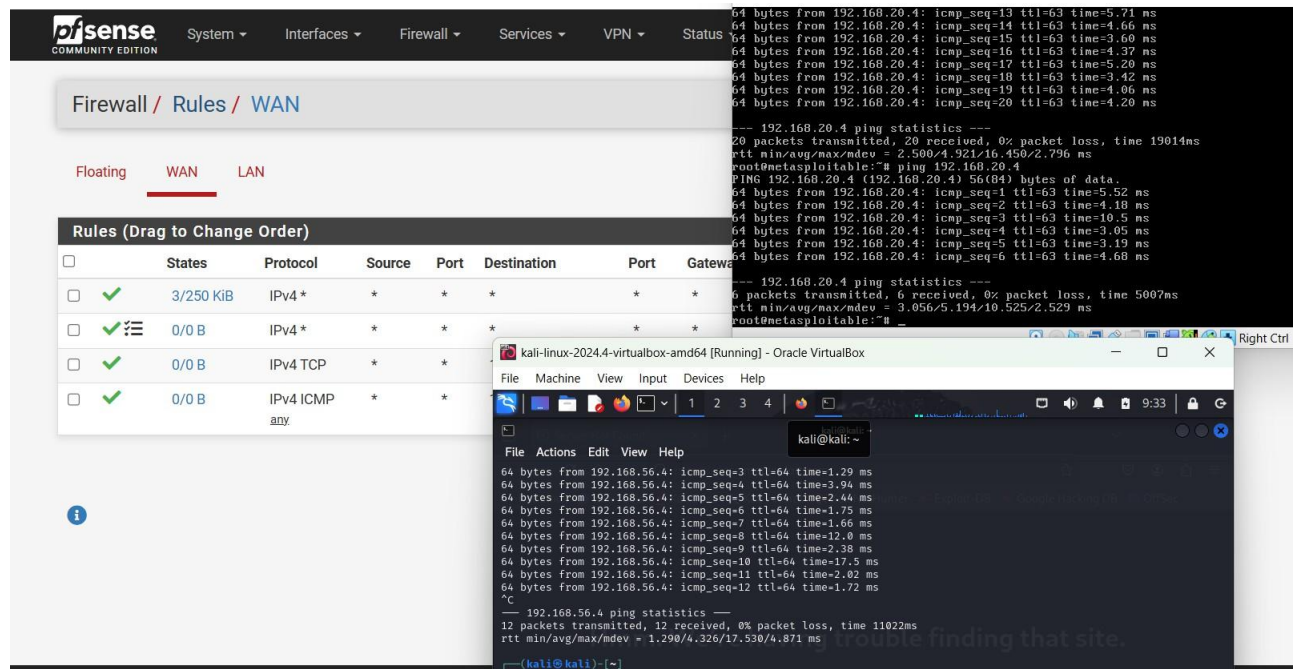 pfsense
COMMUNITY EDITION
System Interfaces Firewall Services VPN Status
Firewall / Rules / WAN
Floating WAN LAN
Rules (Drag to Change Order)
States Protocol Source Port Destination Port Gatewa
3/250 KiB IPv4 * * * * * *
0/0 B IPv4 * * * * * *
0/0 B IPv4 TCP * *
0/0 B IPv4 ICMP * *
any
64 bytes from 192.168.20.4: icmp_seq=13 ttl=63 time=5.71 ms
64 bytes from 192.168.20.4: icmp_seq=14 ttl=63 time=4.66 ms
64 bytes from 192.168.20.4: icmp_seq=15 ttl=63 time=3.60 ms
64 bytes from 192.168.20.4: icmp_seq=16 ttl=63 time=4.37 ms
64 bytes from 192.168.20.4: icmp_seq=17 ttl=63 time=5.20 ms
64 bytes from 192.168.20.4: icmp_seq=18 ttl=63 time=3.42 ms
64 bytes from 192.168.20.4: icmp_seq=19 ttl=63 time=4.06 ms
64 bytes from 192.168.20.4: icmp_seq=20 ttl=63 time=4.20 ms
--- 192.168.20.4 ping statistics ---
20 packets transmitted, 20 received, 0% packet loss, time 19014ms
rtt min/avg/max/mdev = 2.500/4.921/16.450/2.796 ms
root@metasploitable:~# ping 192.168.20.4
PING 192.168.20.4 (192.168.20.4) 56(84) bytes of data.
64 bytes from 192.168.20.4: icmp_seq=1 ttl=63 time=5.52 ms
64 bytes from 192.168.20.4: icmp_seq=2 ttl=63 time=4.18 ms
64 bytes from 192.168.20.4: icmp_seq=3 ttl=63 time=10.5 ms
64 bytes from 192.168.20.4: icmp_seq=4 ttl=63 time=3.05 ms
64 bytes from 192.168.20.4: icmp_seq=5 ttl=63 time=3.19 ms
64 bytes from 192.168.20.4: icmp_seq=6 ttl=63 time=4.68 ms
--- 192.168.20.4 ping statistics ---
6 packets transmitted, 6 received, 0% packet loss, time 5007ms
rtt min/avg/max/mdev = 3.056/5.194/10.525/2.529 ms
root@metasploitable:~# _
Right Ctrl
kali-linux-2024.4-virtualbox-amd64 [Running] - Oracle VirtualBox
File Machine View Input Devices Help
1 2 3 4 9:33
kali@kali: ~
File Actions Edit View Help
64 bytes from 192.168.56.4: icmp_seq=3 ttl=64 time=1.29 ms
64 bytes from 192.168.56.4: icmp_seq=4 ttl=64 time=3.94 ms
64 bytes from 192.168.56.4: icmp_seq=5 ttl=64 time=2.44 ms
64 bytes from 192.168.56.4: icmp_seq=6 ttl=64 time=1.75 ms
64 bytes from 192.168.56.4: icmp_seq=7 ttl=64 time=1.66 ms
64 bytes from 192.168.56.4: icmp_seq=8 ttl=64 time=12.0 ms
64 bytes from 192.168.56.4: icmp_seq=9 ttl=64 time=2.38 ms
64 bytes from 192.168.56.4: icmp_seq=10 ttl=64 time=17.5 ms
64 bytes from 192.168.56.4: icmp_seq=11 ttl=64 time=2.02 ms
64 bytes from 192.168.56.4: icmp_seq=12 ttl=64 time=1.72 ms
^C
--- 192.168.56.4 ping statistics ---
12 packets transmitted, 12 received, 0% packet loss, time 11022ms
rtt min/avg/max/mdev = 1.290/4.326/17.530/4.871 ms
trouble finding that site.
(kali㉿kali)-[~]